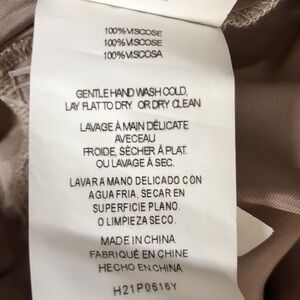 100% VISCOSE
100% VISCOSE
100% VISCOSA
GENTLE HAND WASH COLD,
LAY FLAT TO DRY. OR DRY CLEAN
LAVAGE À MAIN DÉLICATE
AVEC EAU
FROIDE, SÉCHER À PLAT.
OU LAVAGE À SEC.
LAVAR A MANO DELICADO CON
AGUA FRIA, SECAR EN
SUPERFICIE PLANO.
O LIMPIEZA SECO.
MADE IN CHINA
FABRIQUÉ EN CHINE
HECHO EN CHINA
H21P0616Y